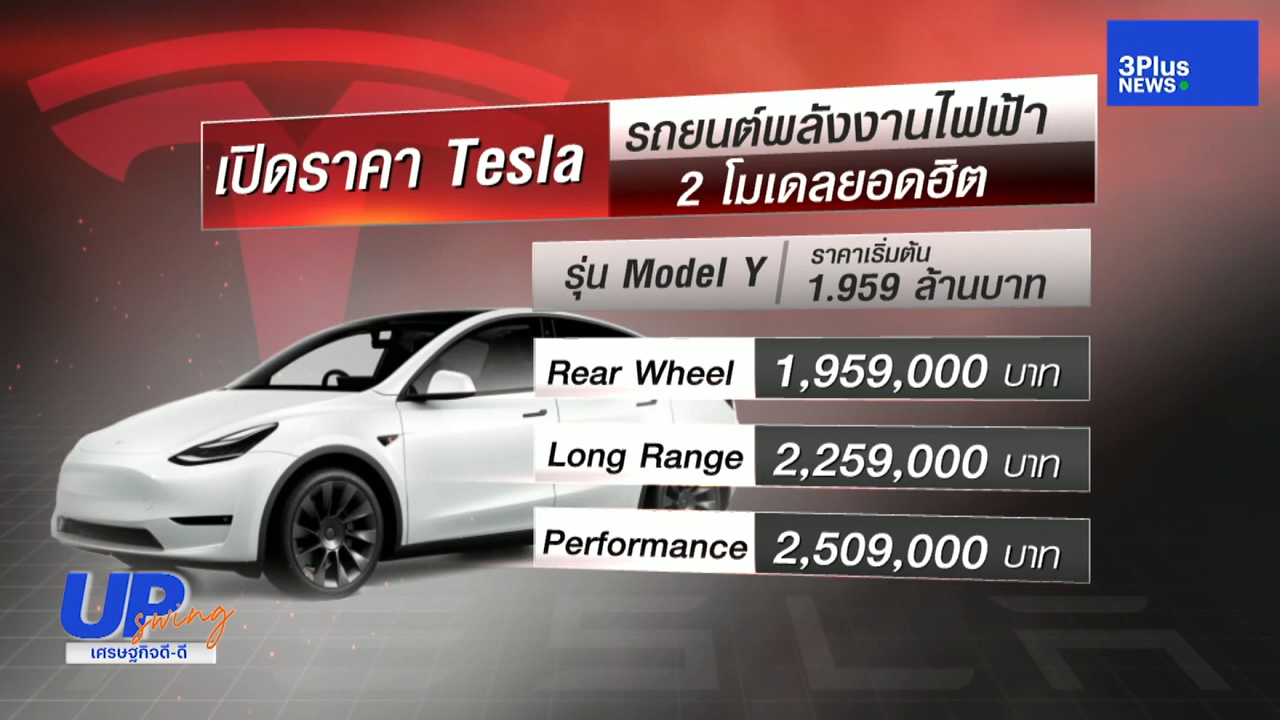 3Plus
NEWS
เปิดราคา Tesla
รถยนต์พลังงานไฟฟ้า
2 โมเดลยอดฮิต
รุ่น Model Y
ราคาเริ่มต้น
1.959 ล้านบาท
Rear Wheel 1,959,000 บาท
Long Range 2,259,000 บาท
Performance 2,509,000 บาท
UP
swing
เศรษฐกิจดี-ดี
TESLA